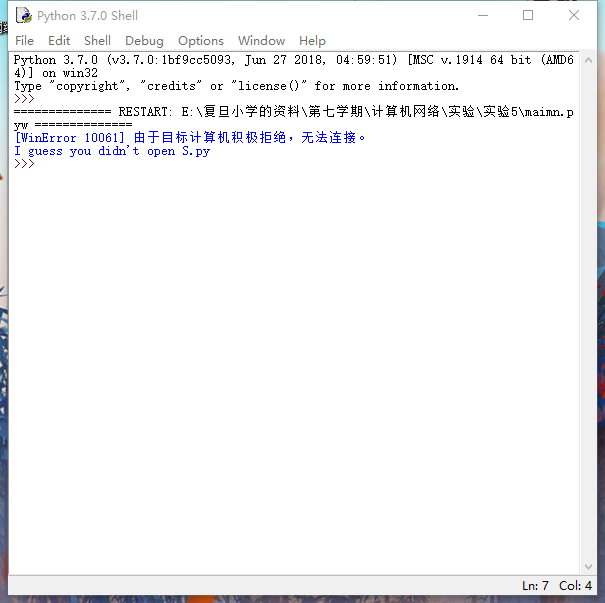 Python 3.7.0 Shell
File Edit Shell Debug Options Window Help
Python 3.7.0 (v3.7.0:1bf9cc5093, Jun 27 2018, 04:59:51) [MSC v.1914 64 bit (AMD6
4)] on win32
Type "copyright", "credits" or "license()" for more information.
>>>
============== RESTART: E:\复旦小学的资料\第七学期\计算机网络\实验\实验5\maimn.p
yw ==============
[WinError 10061] 由于目标计算机积极拒绝，无法连接。
I guess you didn't open S.py
>>>
Ln: 7 Col: 4